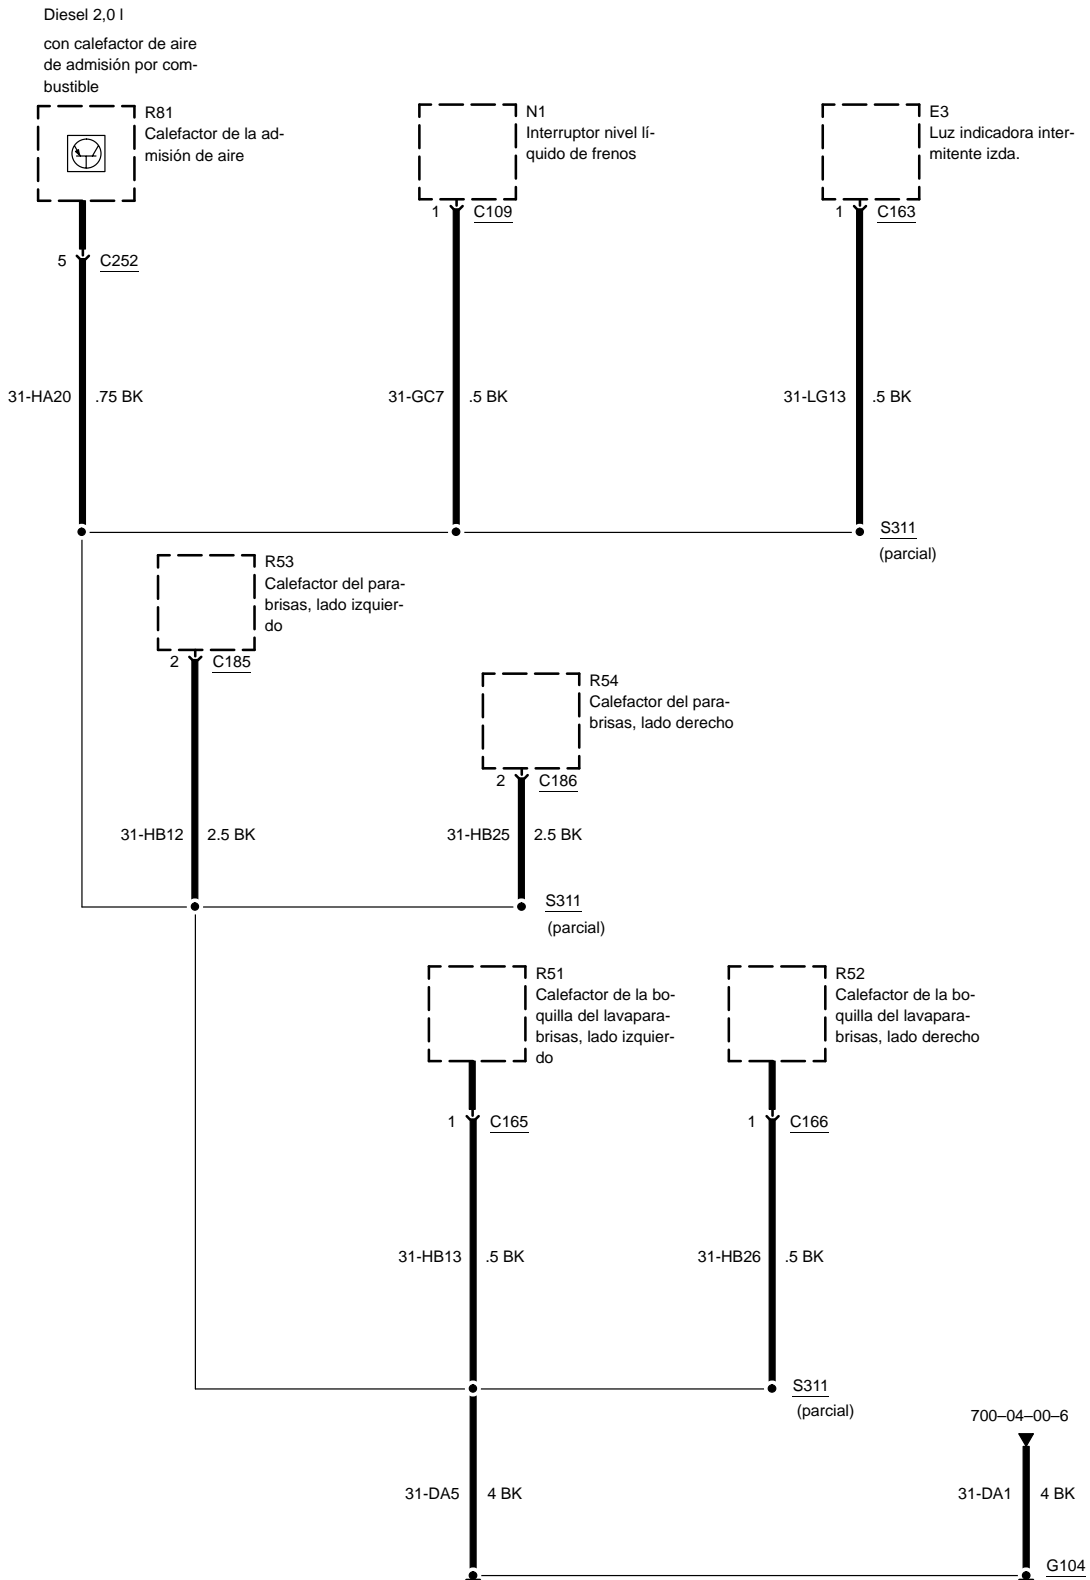 Diesel 2,0 l
con calefactor de aire
de admisión por com-
bustible
R81
Calefactor de la ad-
misión de aire
N1
Interruptor nivel lí-
quido de frenos
E3
Luz indicadora inter-
mitente izda.
5 C252
1 C109
1 C163
31-HA20 .75 BK
31-GC7 .5 BK
31-LG13 .5 BK
S311
(parcial)
R53
Calefactor del para-
brisas, lado izquier-
do
2 C185
R54
Calefactor del para-
brisas, lado derecho
2 C186
31-HB12 2.5 BK
31-HB25 2.5 BK
S311
(parcial)
R51
Calefactor de la bo-
quilla del lavapara-
brisas, lado izquier-
do
R52
Calefactor de la bo-
quilla del lavapara-
brisas, lado derecho
1 C165
1 C166
31-HB13 .5 BK
31-HB26 .5 BK
S311
(parcial)
700–04–00–6
31-DA5 4 BK
31-DA1 4 BK
G104